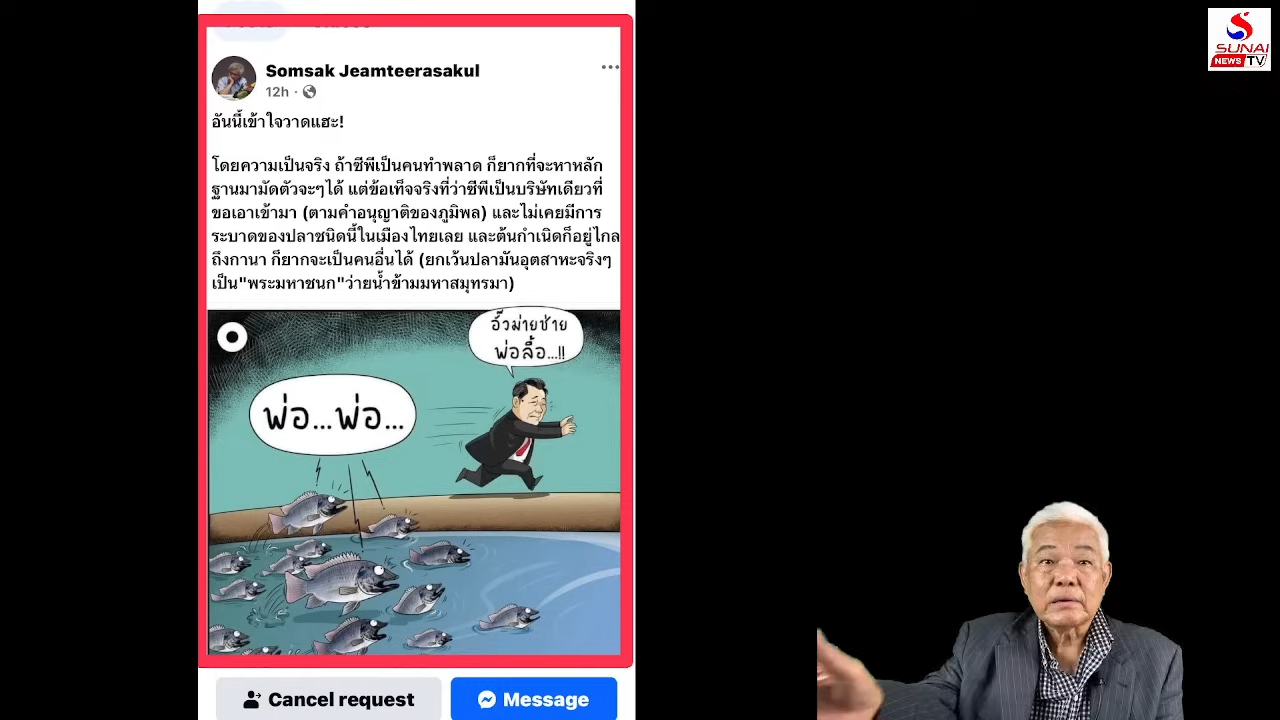 SUNAI
NEWS TV
Somsak Jeamteerasakul
12h
อันนี้เข้าใจวาดแฮะ!
โดยความเป็นจริง ถ้าซีพีเป็นคนทำพลาด ก็ยากที่จะหาหลัก
ฐานมามัดตัวจะๆได้ แต่ข้อเท็จจริงที่ว่าซีพีเป็นบริษัทเดียวที่
ขอเอาเข้ามา (ตามคำอนุญาติของภูมิพล) และไม่เคยมีการ
ระบาดของปลาชนิดนี้ในเมืองไทยเลย และต้นกำเนิดก็อยู่ไกล
ถึงกานา ก็ยากจะเป็นคนอื่นได้ (ยกเว้นปลามันอุตสาหะจริงๆ
เป็น"พระมหาชนก"ว่ายน้ำข้ามมหาสมุทรมา)
อั๊วม่ายช้าย
พ่อลื้อ...!!
พ่อ...พ่อ...
Cancel request
Message